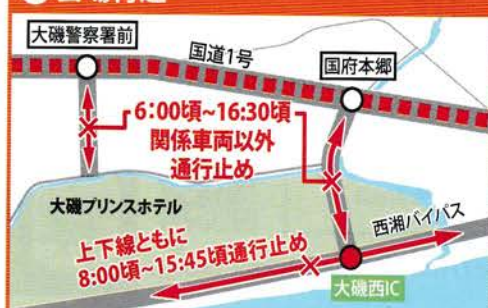 大磯警察署前
国道1号
国府本郷
6:00頃~16:30頃
関係車両以外
通行止め
大磯プリンスホテル
西湘バイパス
上下線ともに
8:00頃~15:45頃通行止め
大磯西IC